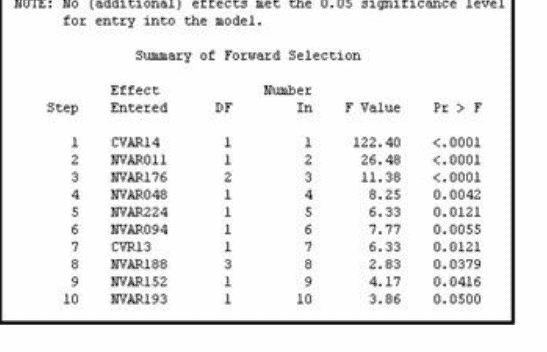 NOTE: No (additional) effects met the 0.05 significance level
for entry into the model.
Summary of Forward Selection
Effect Number
Step Entered DF In F Value Pr > F
1 CVAR14 1 1 122.40 <.0001
2 NVAR011 1 2 26.48 <.0001
3 NVAR176 2 3 11.38 <.0001
4 NVAR048 1 4 8.25 0.0042
5 NVAR224 1 5 6.33 0.0121
6 NVAR094 1 6 7.77 0.0055
7 CVR13 1 7 6.33 0.0121
8 NVAR188 3 8 2.83 0.0379
9 NVAR152 1 9 4.17 0.0416
10 NVAR193 1 10 3.86 0.0500